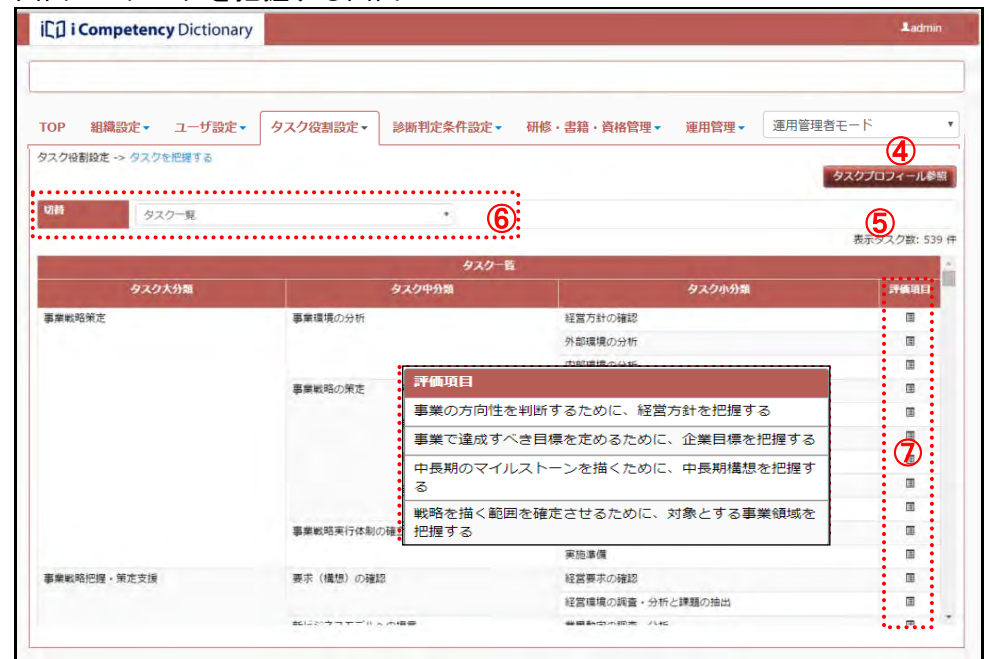 i Competency Dictionary
admin
TOP 組織設定 ユーザ設定 タスク役割設定 診断判定条件設定 研修・書籍・資格管理 運用管理 運用管理者モード
タスク役割設定 -> タスクを把握する
④
タスクプロフィール参照
切替 タスク一覧 ⑥
⑤
表示タスク数: 539 件
タスク一覧
タスク大分類 タスク中分類 タスク小分類 評価項目
事業戦略策定 事業環境の分析 経営方針の確認
外部環境の分析
内部環境の分析
事業戦略の策定
評価項目
事業の方向性を判断するために、経営方針を把握する
事業で達成すべき目標を定めるために、企業目標を把握する
⑦
中長期のマイルストーンを描くために、中長期構想を把握す
る
戦略を描く範囲を確定させるために、対象とする事業領域を
把握する
事業戦略実行体制の
実施準備
事業戦略把握・策定支援 要求（構想）の確認 経営要求の確認
経営環境の調査・分析と課題の抽出